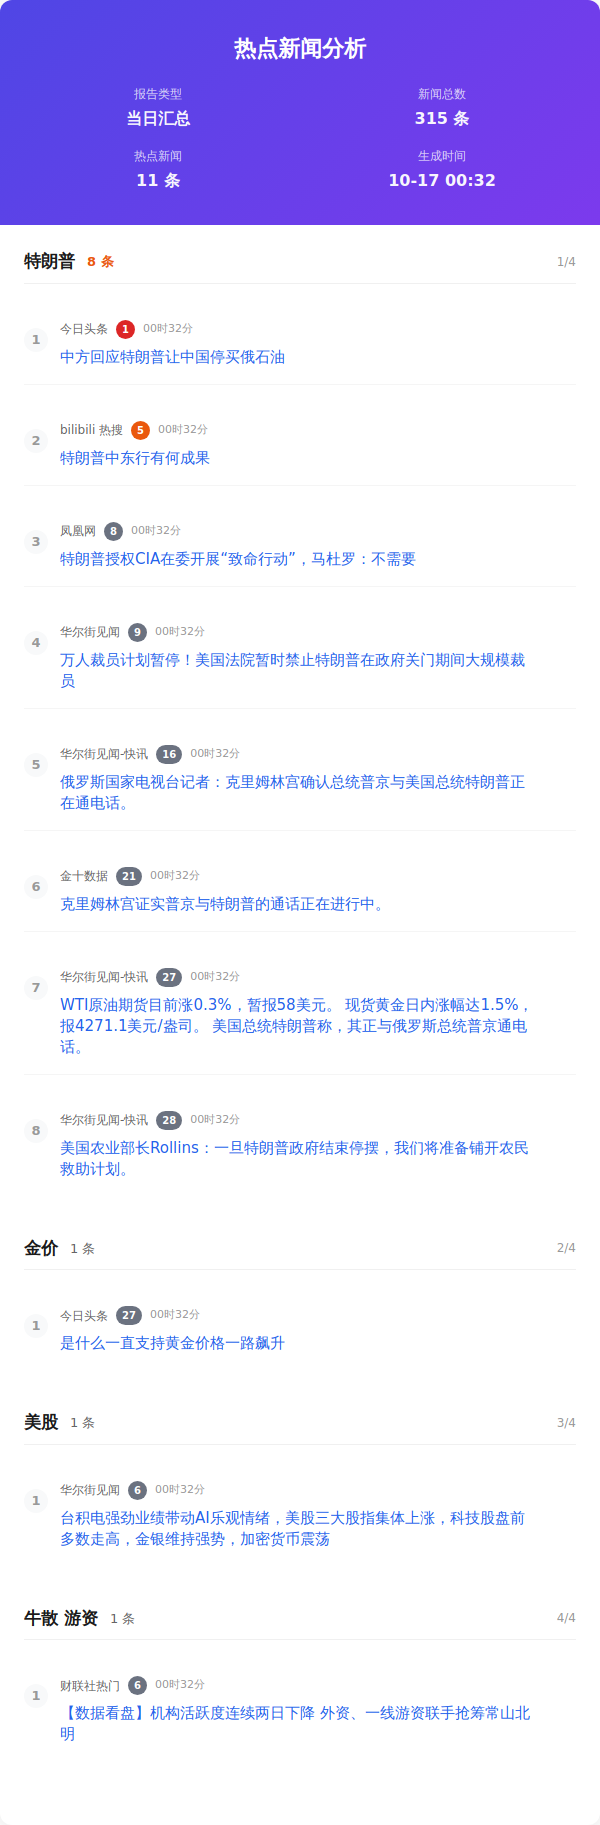 热点新闻分析
报告类型
当日汇总
新闻总数
315 条
热点新闻
11 条
生成时间
10-17 00:32
特朗普 8 条 1/4
1
今日头条 1 00时32分
中方回应特朗普让中国停买俄石油
2
bilibili 热搜 5 00时32分
特朗普中东行有何成果
3
凤凰网 8 00时32分
特朗普授权CIA在委开展“致命行动”，马杜罗：不需要
4
华尔街见闻 9 00时32分
万人裁员计划暂停！美国法院暂时禁止特朗普在政府关门期间大规模裁
员
5
华尔街见闻-快讯 16 00时32分
俄罗斯国家电视台记者：克里姆林宫确认总统普京与美国总统特朗普正
在通电话。
6
金十数据 21 00时32分
克里姆林宫证实普京与特朗普的通话正在进行中。
7
华尔街见闻-快讯 27 00时32分
WTI原油期货目前涨0.3%，暂报58美元。 现货黄金日内涨幅达1.5%，
报4271.1美元/盎司。 美国总统特朗普称，其正与俄罗斯总统普京通电
话。
8
华尔街见闻-快讯 28 00时32分
美国农业部长Rollins：一旦特朗普政府结束停摆，我们将准备铺开农民
救助计划。
金价 1 条 2/4
1
今日头条 27 00时32分
是什么一直支持黄金价格一路飙升
美股 1 条 3/4
1
华尔街见闻 6 00时32分
台积电强劲业绩带动AI乐观情绪，美股三大股指集体上涨，科技股盘前
多数走高，金银维持强势，加密货币震荡
牛散 游资 1 条 4/4
1
财联社热门 6 00时32分
【数据看盘】机构活跃度连续两日下降 外资、一线游资联手抢筹常山北
明